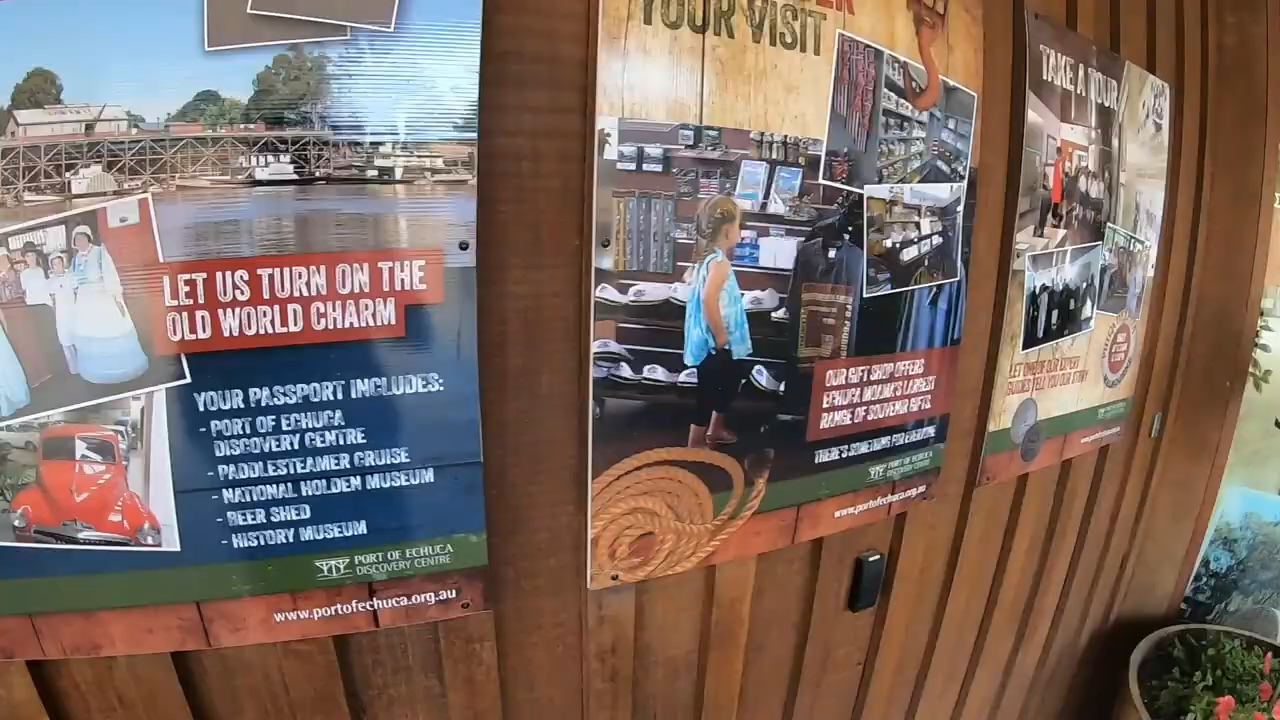 LET US TURN ON THE
OLD WORLD CHARM
YOUR PASSPORT INCLUDES:
- PORT OF ECHUCA
DISCOVERY CENTRE
- PADDLESTEAMER CRUISE
- NATIONAL HOLDEN MUSEUM
- BEER SHED
- HISTORY MUSEUM
PORT OF ECHUCA
DISCOVERY CENTRE
www.portofechuca.org.au
YOUR VISIT
OUR GIFT SHOP OFFERS
ECHUCA MOAMA'S LARGEST
RANGE OF SOUVENIR GIFTS.
THERE'S SOMETHING FOR EVERYONE
PORT OF ECHUCA
DISCOVERY CENTRE
www.portofechuca.org.au
TAKE A TOUR
LET ONE OF OUR EXPERT
GUIDES TELL YOU OUR STORY